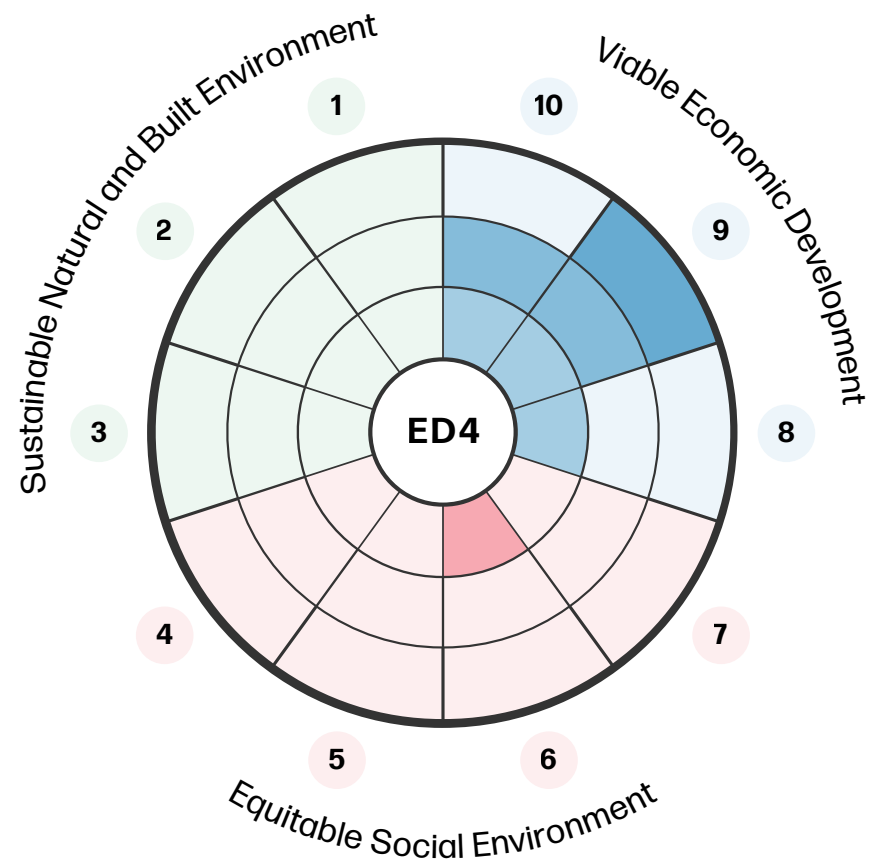 Sustainable Natural and Built Environment
Viable Economic Development
1
10
2
9
3
ED4
8
4
7
5
6
Equitable Social Environment